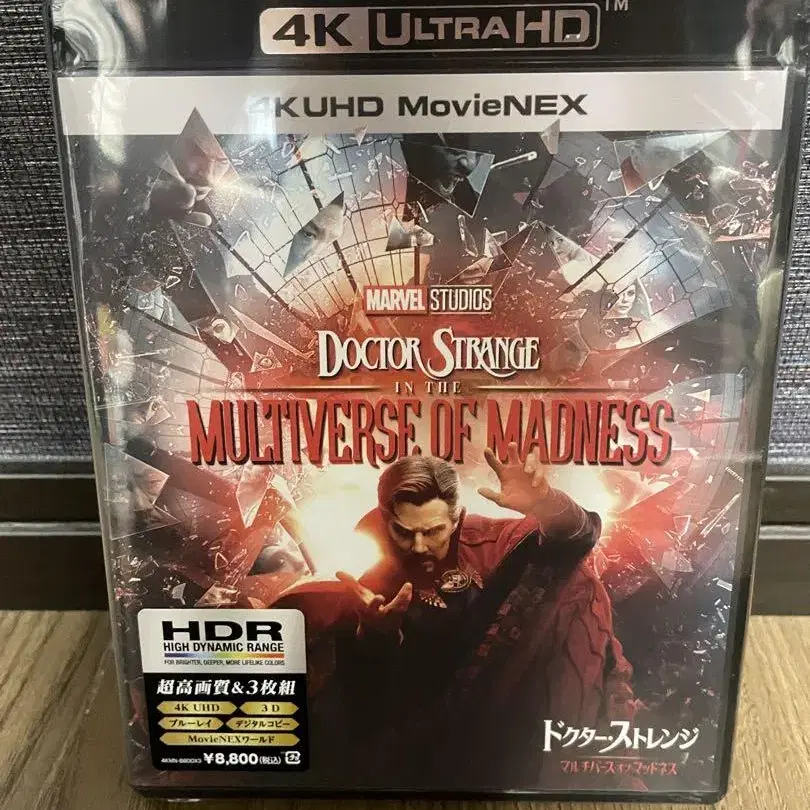 4K ULTRA HD™
4KUHD MovieNEX
MARVEL STUDIOS
DOCTOR STRANGE
IN THE
MULTIVERSE OF MADNESS
HDR
HIGH DYNAMIC RANGE
FOR BRIGHTER, DEEPER, MORE LIFELIKE COLORS
超高画質&3枚組
4K UHD 3D
ブルーレイ デジタルコピー
MovieNEXワールド
¥8,800(税込)
ドクター・ストレンジ
マルチバース・オブ・マッドネス